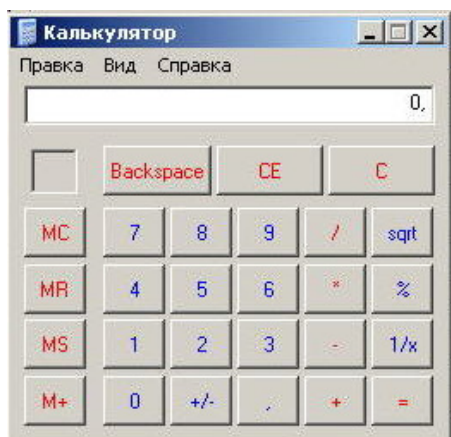 Калькулятор
Правка Вид Справка
0,
Backspace CE C
MC 7 8 9 / sqrt
MR 4 5 6 * %
MS 1 2 3 - 1/x
M+ 0 +/- , + =